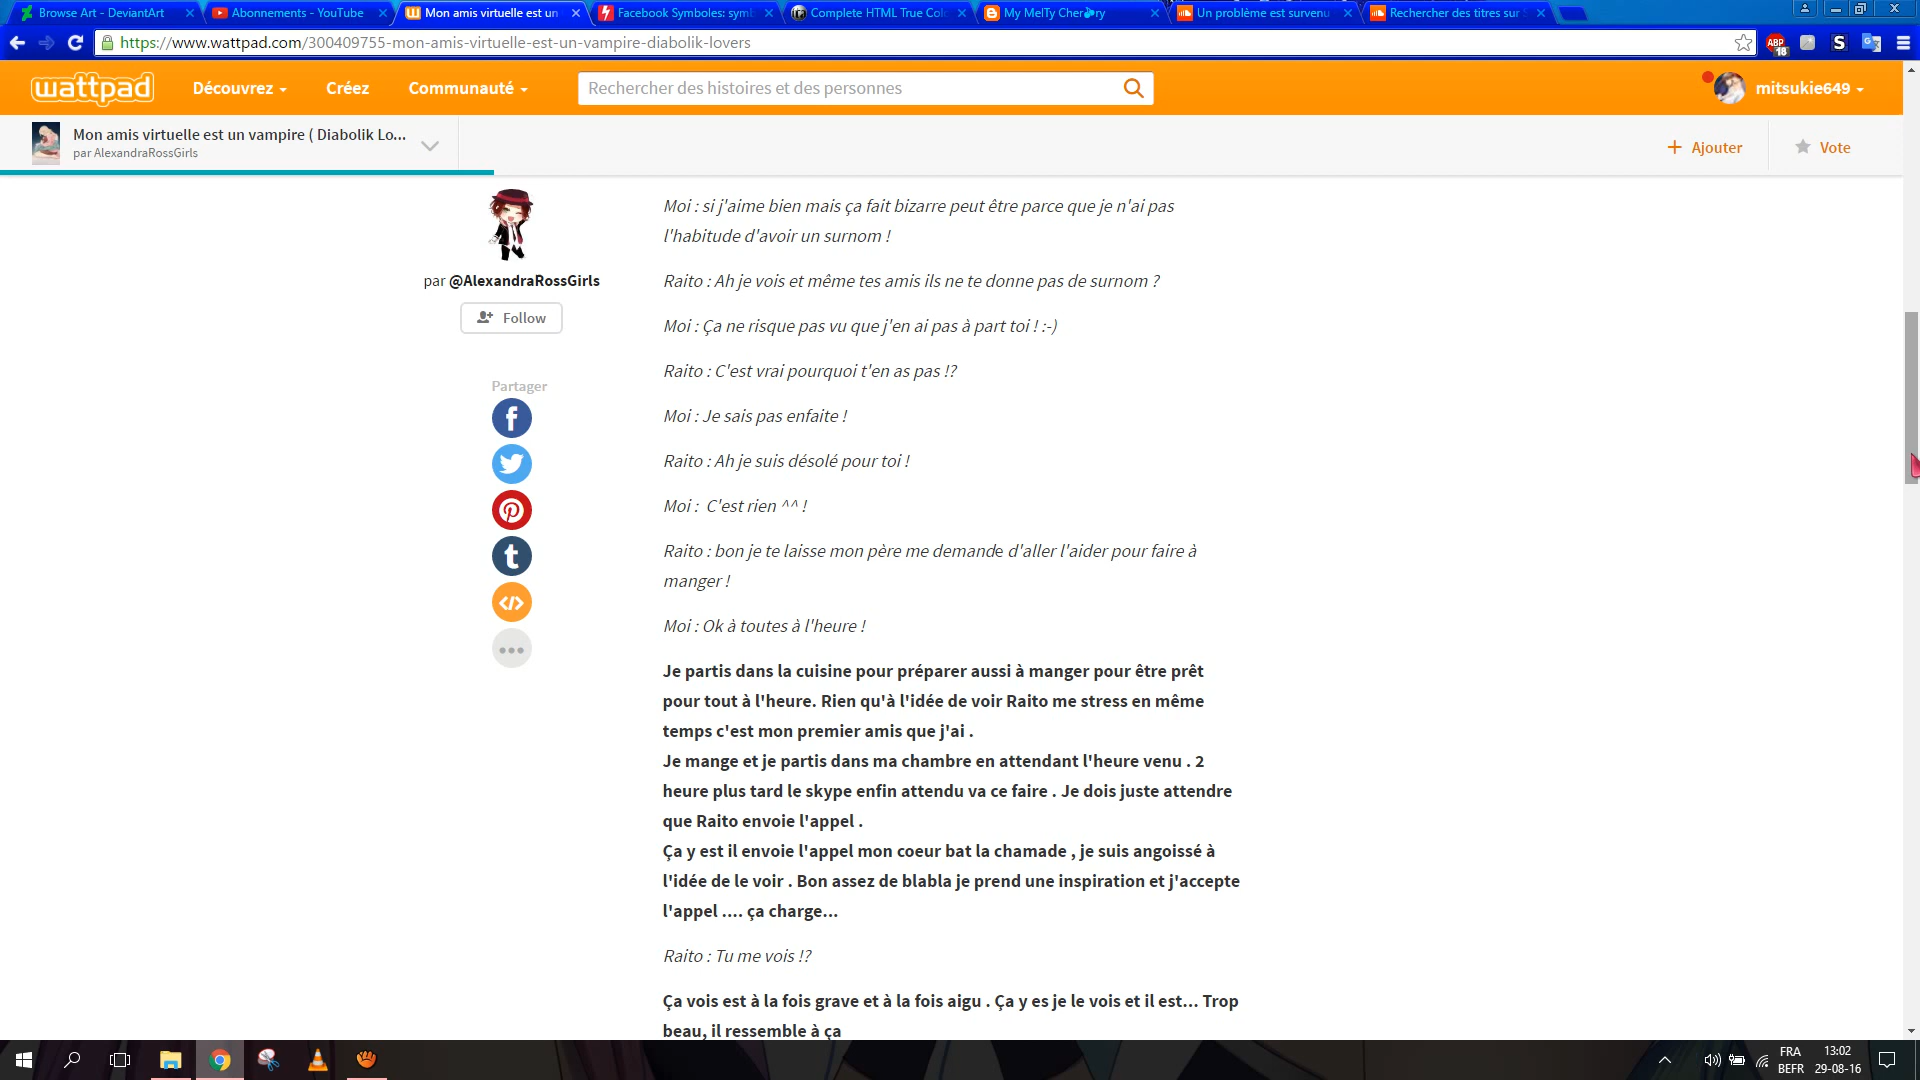 Browse Art - DeviantArt
Abonnements - YouTube
Mon amis virtuelle est un
Facebook Symboles: sym
Complete HTML True Colo
My MelTy Cher ry
Un problème est survenu
Rechercher des titres sur S
https://www.wattpad.com/300409755-mon-amis-virtuelle-est-un-vampire-diabolik-lovers
ABP
18
S
wattpad
Découvrez
Créez
Communauté
Rechercher des histoires et des personnes
mitsukie649
Mon amis virtuelle est un vampire ( Diabolik Lo...
par AlexandraRossGirls
Ajouter
Vote
par @AlexandraRossGirls
Follow
Partager
Moi : si j'aime bien mais ça fait bizarre peut être parce que je n'ai pas
l'habitude d'avoir un surnom !
Raito : Ah je vois et même tes amis ils ne te donne pas de surnom ?
Moi : Ça ne risque pas vu que j'en ai pas à part toi ! :-)
Raito : C'est vrai pourquoi t'en as pas !?
Moi : Je sais pas enfaite !
Raito : Ah je suis désolé pour toi !
Moi :  C'est rien ^^ !
Raito : bon je te laisse mon père me demande d'aller l'aider pour faire à
manger !
Moi : Ok à toutes à l'heure !
Je partis dans la cuisine pour préparer aussi à manger pour être prêt
pour tout à l'heure. Rien qu'à l'idée de voir Raito me stress en même
temps c'est mon premier amis que j'ai .
Je mange et je partis dans ma chambre en attendant l'heure venu . 2
heure plus tard le skype enfin attendu va ce faire . Je dois juste attendre
que Raito envoie l'appel .
Ça y est il envoie l'appel mon coeur bat la chamade , je suis angoissé à
l'idée de le voir . Bon assez de blabla je prend une inspiration et j'accepte
l'appel .... ça charge...
Raito : Tu me vois !?
Ça vois est à la fois grave et à la fois aigu . Ça y es je le vois et il est... Trop
beau, il ressemble à ça
FRA
BEFR
13:02
29-08-16